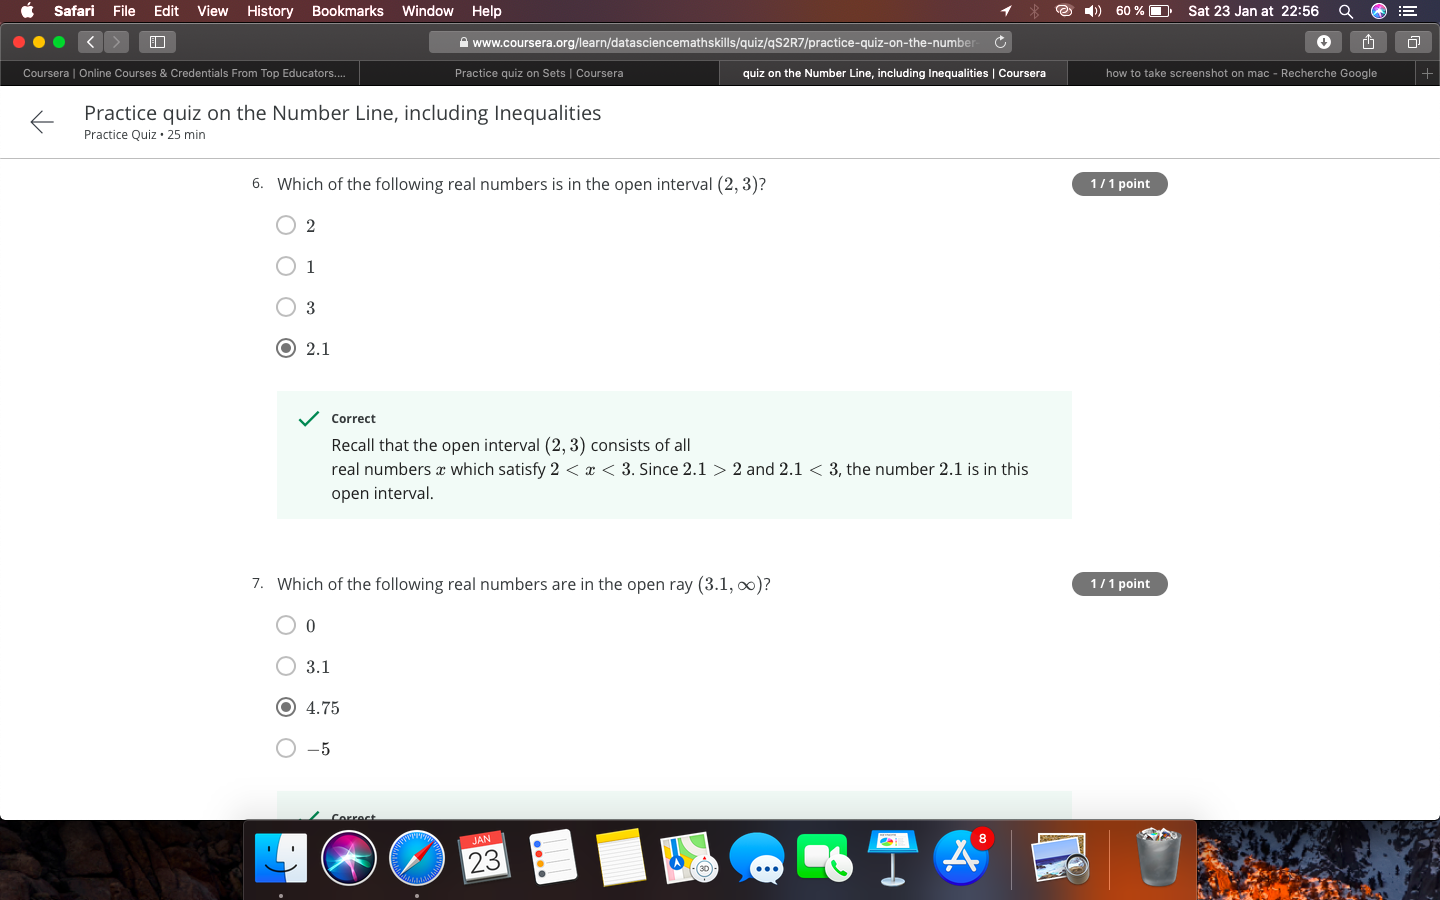 Safari File Edit View History Bookmarks Window Help 60 % Sat 23 Jan at 22:56
www.coursera.org/learn/datasciencemathskills/quiz/qS2R7/practice-quiz-on-the-number-
Coursera | Online Courses & Credentials From Top Educators.... Practice quiz on Sets | Coursera quiz on the Number Line, including Inequalities | Coursera how to take screenshot on mac - Recherche Google
Practice quiz on the Number Line, including Inequalities
Practice Quiz • 25 min
6. Which of the following real numbers is in the open interval (2, 3)? 1 / 1 point
2
1
3
2.1
Correct
Recall that the open interval (2, 3) consists of all
real numbers x which satisfy 2 < x < 3. Since 2.1 > 2 and 2.1 < 3, the number 2.1 is in this
open interval.
7. Which of the following real numbers are in the open ray (3.1, ∞)? 1 / 1 point
0
3.1
4.75
−5
Correct
JAN
23
3D
8